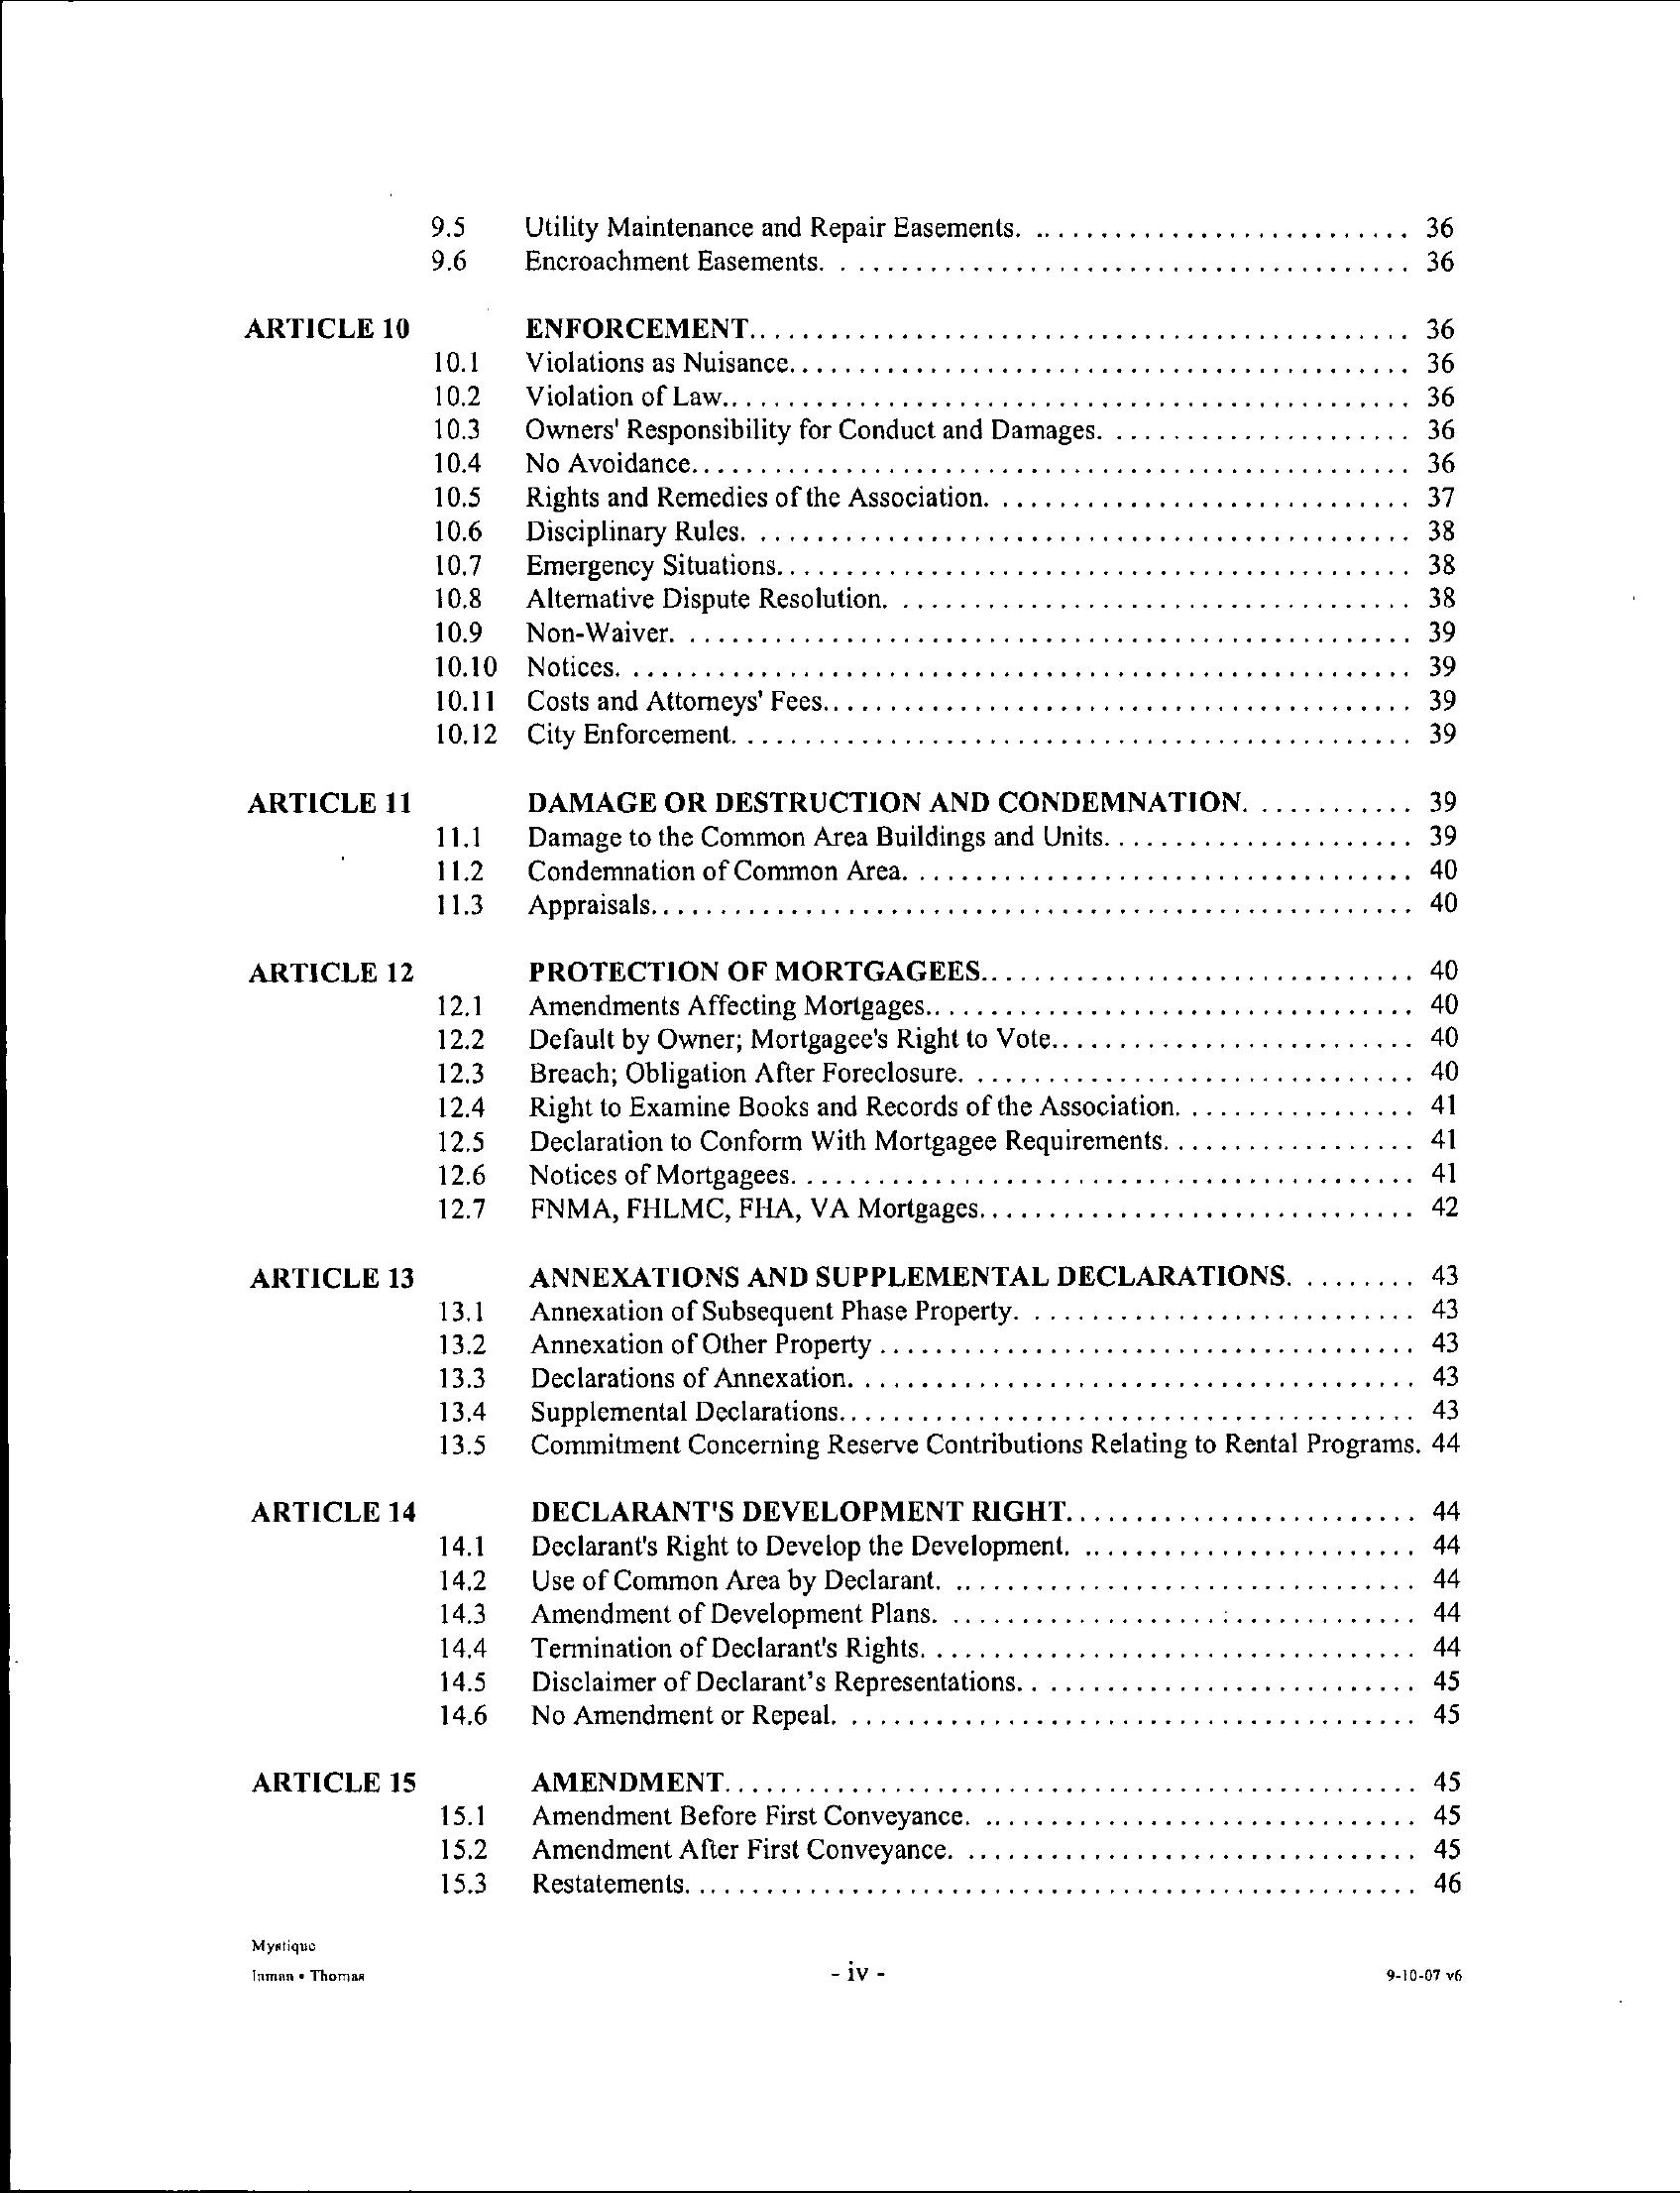 9.5 Utility Maintenance and Repair Easements. ........................... 36
9.6 Encroachment Easements. ........................................ 36
ARTICLE 10 ENFORCEMENT.............................................. 36
10.1 Violations as Nuisance............................................ 36
10.2 Violation of Law................................................. 36
10.3 Owners' Responsibility for Conduct and Damages. ..................... 36
10.4 No Avoidance................................................... 36
10.5 Rights and Remedies of the Association. ............................. 37
10.6 Disciplinary Rules. .............................................. 38
10.7 Emergency Situations............................................. 38
10.8 Alternative Dispute Resolution. .................................... 38
10.9 Non-Waiver. ................................................... 39
10.10 Notices. ....................................................... 39
10.11 Costs and Attorneys' Fees.......................................... 39
10.12 City Enforcement. ............................................... 39
ARTICLE 11 DAMAGE OR DESTRUCTION AND CONDEMNATION. ........... 39
11.1 Damage to the Common Area Buildings and Units. ..................... 39
11.2 Condemnation of Common Area. ................................... 40
11.3 Appraisals...................................................... 40
ARTICLE 12 PROTECTION OF MORTGAGEES............................... 40
12.1 Amendments Affecting Mortgages................................... 40
12.2 Default by Owner; Mortgagee's Right to Vote.......................... 40
12.3 Breach; Obligation After Foreclosure. ............................... 40
12.4 Right to Examine Books and Records of the Association. ................ 41
12.5 Declaration to Conform With Mortgagee Requirements. ................. 41
12.6 Notices of Mortgagees. ........................................... 41
12.7 FNMA, FHLMC, FHA, VA Mortgages............................... 42
ARTICLE 13 ANNEXATIONS AND SUPPLEMENTAL DECLARATIONS. ........ 43
13.1 Annexation of Subsequent Phase Property. ........................... 43
13.2 Annexation of Other Property ...................................... 43
13.3 Declarations of Annexation. ....................................... 43
13.4 Supplemental Declarations......................................... 43
13.5 Commitment Concerning Reserve Contributions Relating to Rental Programs. 44
ARTICLE 14 DECLARANT'S DEVELOPMENT RIGHT......................... 44
14.1 Declarant's Right to Develop the Development. ....................... 44
14.2 Use of Common Area by Declarant. ................................ 44
14.3 Amendment of Development Plans. ................................. 44
14.4 Termination of Declarant's Rights. .................................. 44
14.5 Disclaimer of Declarant's Representations. . .......................... 45
14.6 No Amendment or Repeal. ........................................ 45
ARTICLE 15 AMENDMENT................................................. 45
15.1 Amendment Before First Conveyance. .............................. 45
15.2 Amendment After First Conveyance. ................................ 45
15.3 Restatements. ................................................... 46
Mystique
Inman • Thomas - iv - 9-10-07 v6